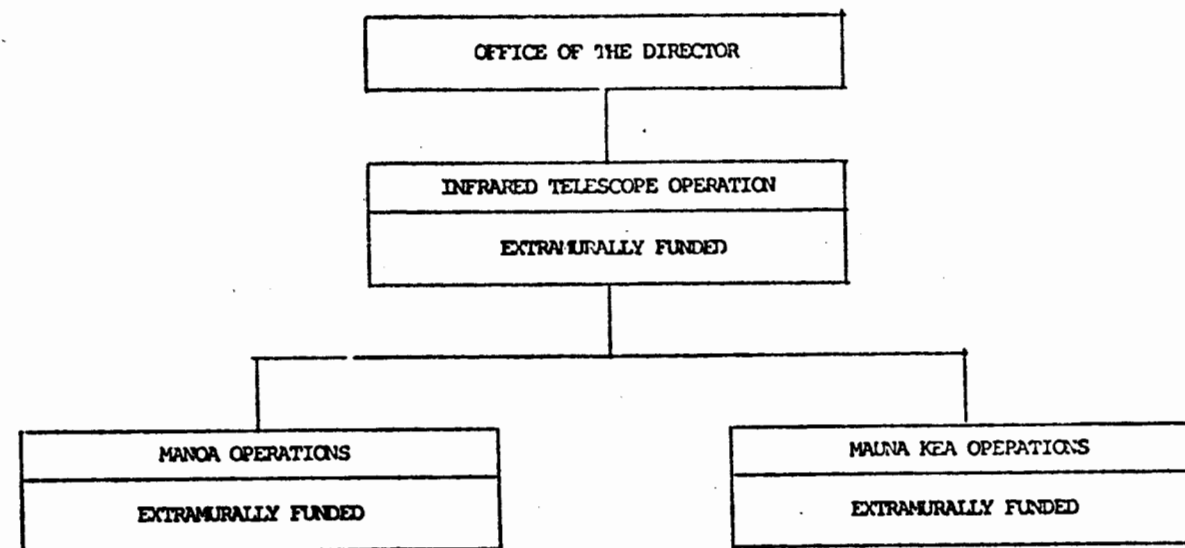 OFFICE OF THE DIRECTOR
INFRARED TELESCOPE OPERATION
EXTRAMURALLY FUNDED
MANOA OPERATIONS
EXTRAMURALLY FUNDED
MAUNA KEA OPERATIONS
EXTRAMURALLY FUNDED